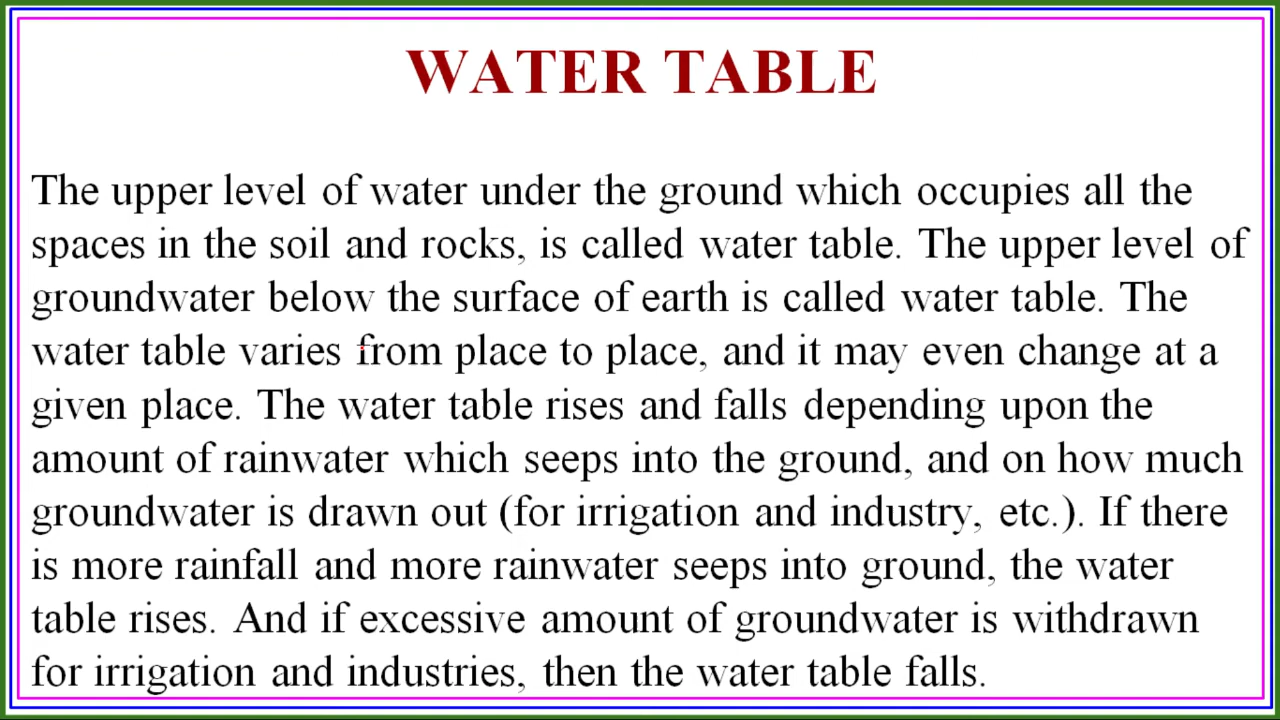 WATER TABLE
The upper level of water under the ground which occupies all the
spaces in the soil and rocks, is called water table. The upper level of
groundwater below the surface of earth is called water table. The
water table varies from place to place, and it may even change at a
given place. The water table rises and falls depending upon the
amount of rainwater which seeps into the ground, and on how much
groundwater is drawn out (for irrigation and industry, etc.). If there
is more rainfall and more rainwater seeps into ground, the water
table rises. And if excessive amount of groundwater is withdrawn
for irrigation and industries, then the water table falls.